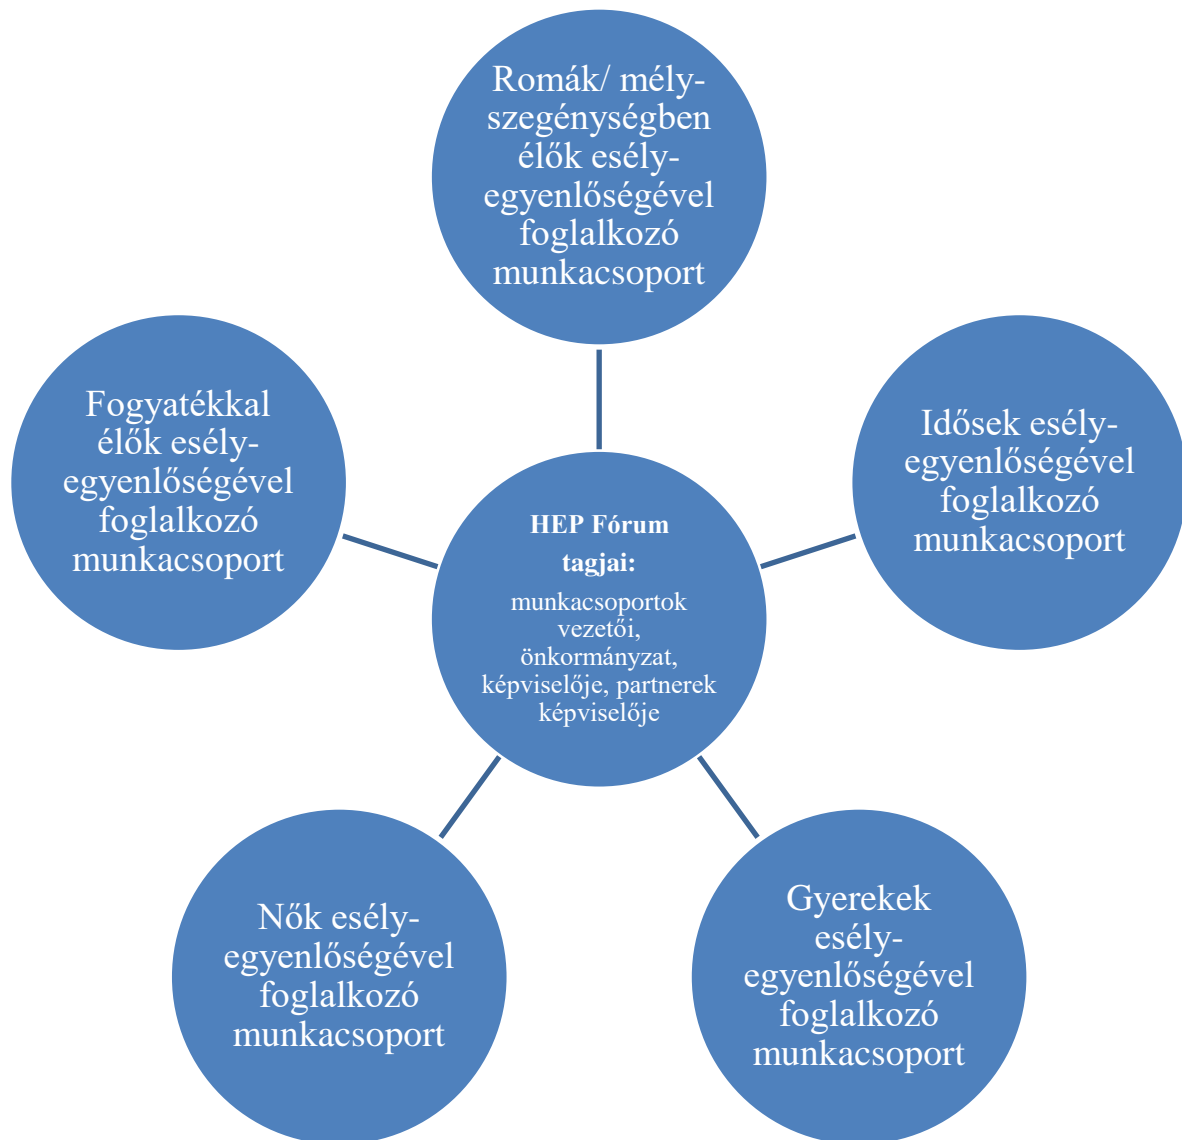 Romák/ mély-
szegénységben
élők esély-
egyenlőségével
foglalkozó
munkacsoport
Fogyatékkal
élők esély-
egyenlőségével
foglalkozó
munkacsoport
Idősek esély-
egyenlőségével
foglalkozó
munkacsoport
HEP Fórum
tagjai:
munkacsoportok
vezetői,
önkormányzat,
képviselője, partnerek
képviselője
Nők esély-
egyenlőségével
foglalkozó
munkacsoport
Gyerekek
esély-
egyenlőségével
foglalkozó
munkacsoport